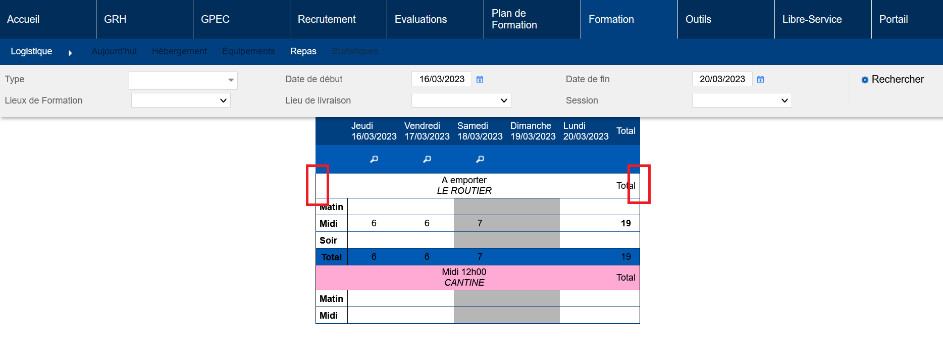 Accueil GRH GPEC Recrutement Evaluations Plan de Formation Formation Outils Libre-Service Portail
Logistique Aujourd'hui Hébergement Equipements Repas Statistiques
Type Date de début 16/03/2023 Date de fin 20/03/2023 Rechercher
Lieux de Formation Lieu de livraison Session
Jeudi 16/03/2023 Vendredi 17/03/2023 Samedi 18/03/2023 Dimanche 19/03/2023 Lundi 20/03/2023 Total
A emporter
LE ROUTIER Total
Matin
Midi 6 6 7 19
Soir
Total 6 6 7 19
Midi 12h00
CANTINE Total
Matin
Midi